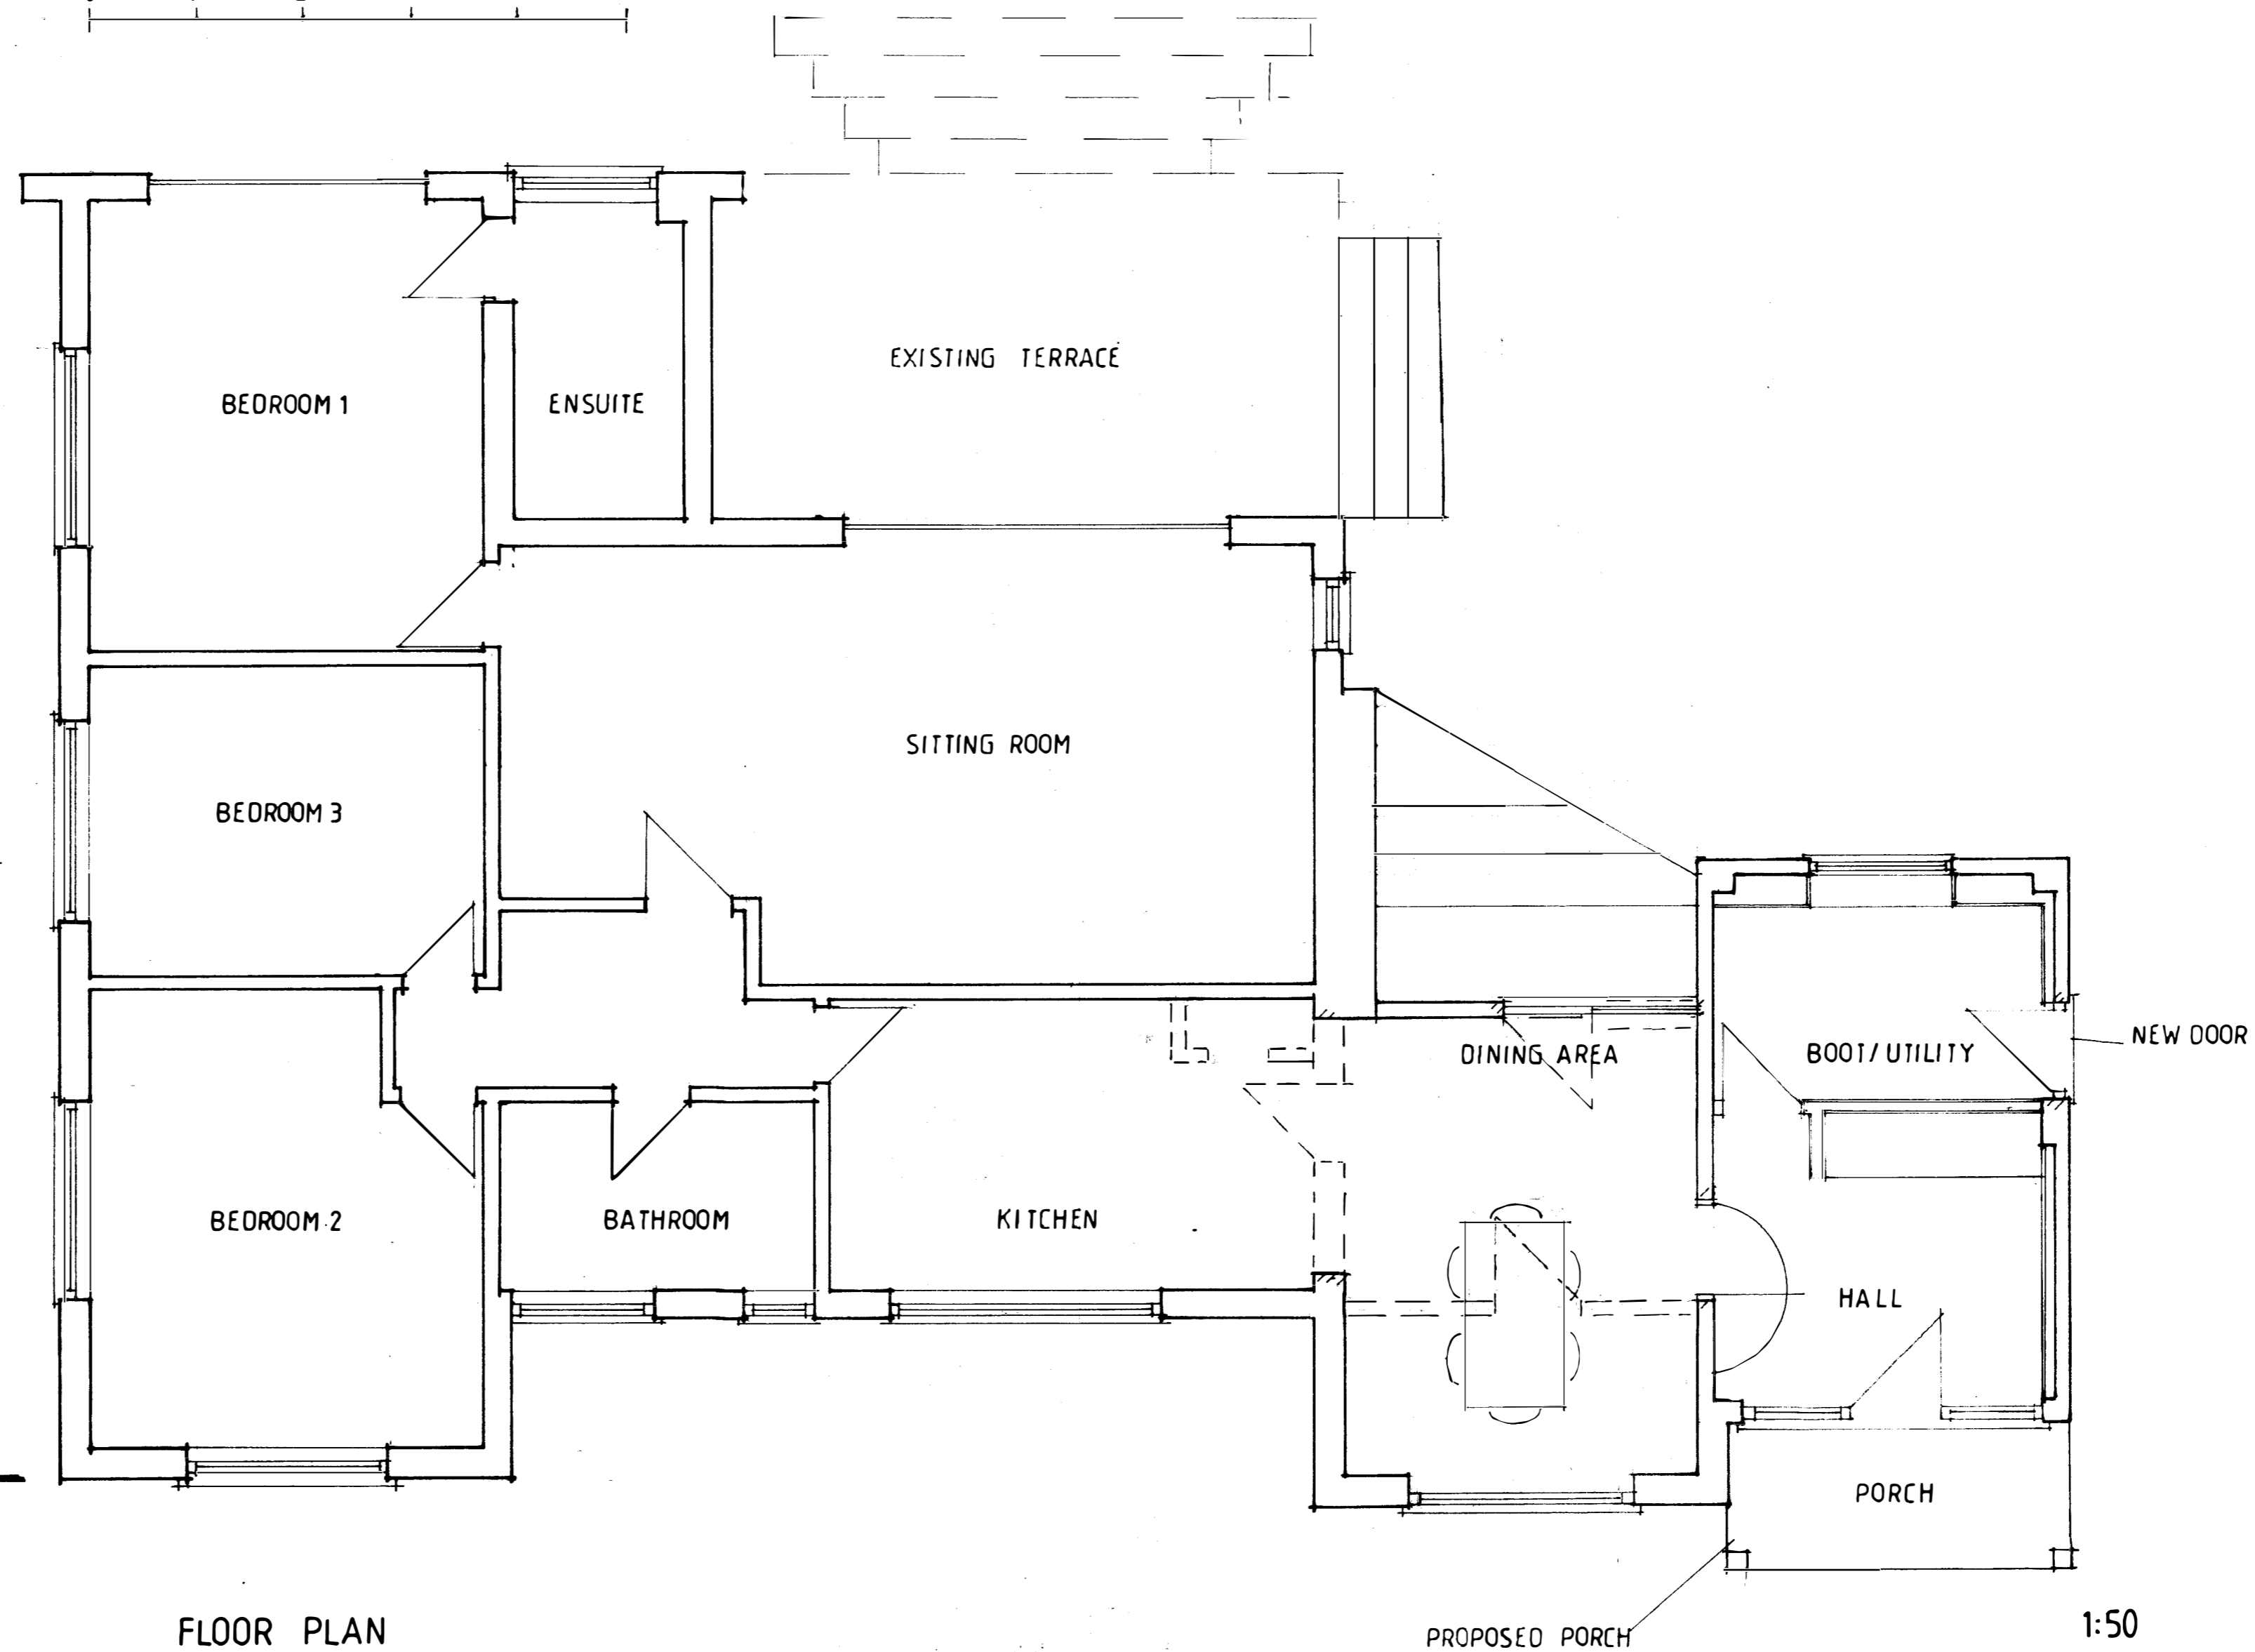 EXISTING TERRACE
BEDROOM 1
ENSUITE
SITTING ROOM
BEDROOM 3
NEW DOOR
DINING AREA
BOOT/UTILITY
BEDROOM 2
BATHROOM
KITCHEN
HALL
PORCH
FLOOR PLAN
PROPOSED PORCH
1:50